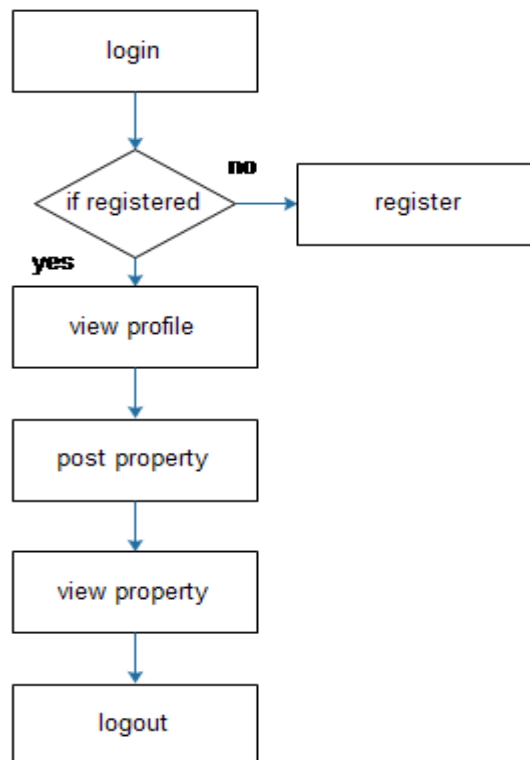 login
no
if registered
register
yes
view profile
post property
view property
logout